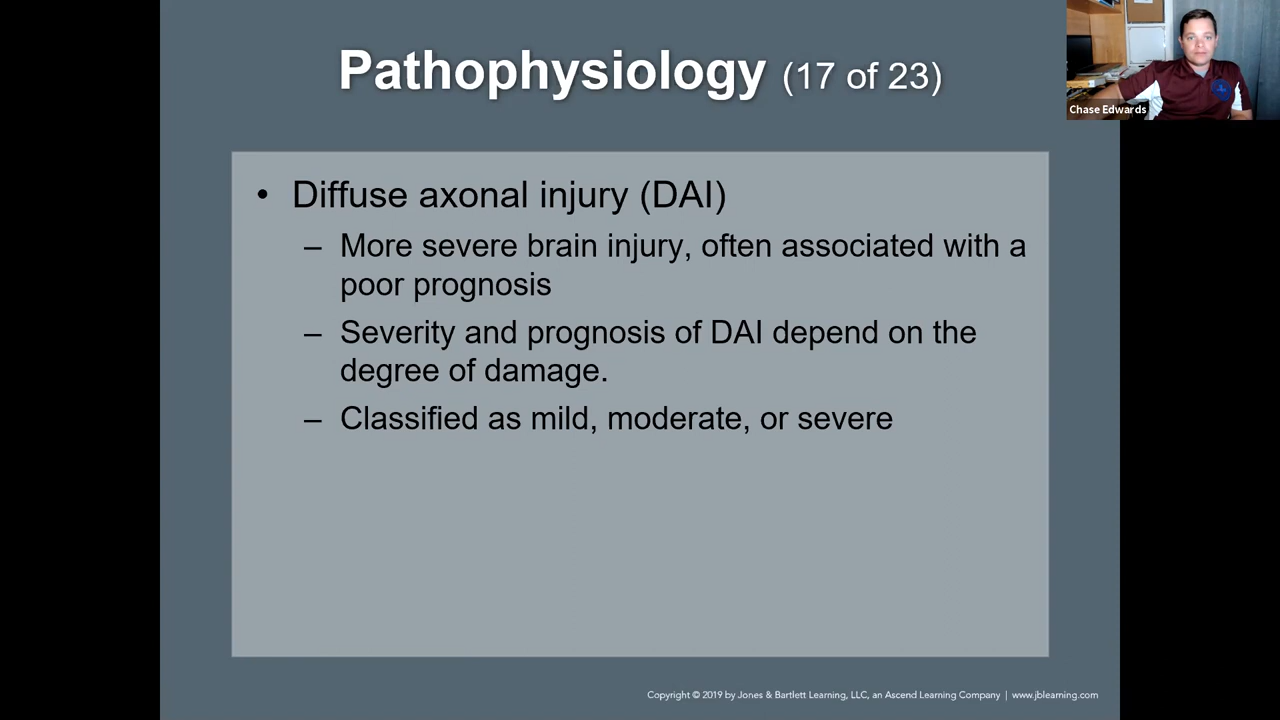 Pathophysiology (17 of 23)
Chase Edwards
• Diffuse axonal injury (DAI)
– More severe brain injury, often associated with a
poor prognosis
– Severity and prognosis of DAI depend on the
degree of damage.
– Classified as mild, moderate, or severe
Copyright © 2019 by Jones & Bartlett Learning, LLC, an Ascend Learning Company | www.jblearning.com